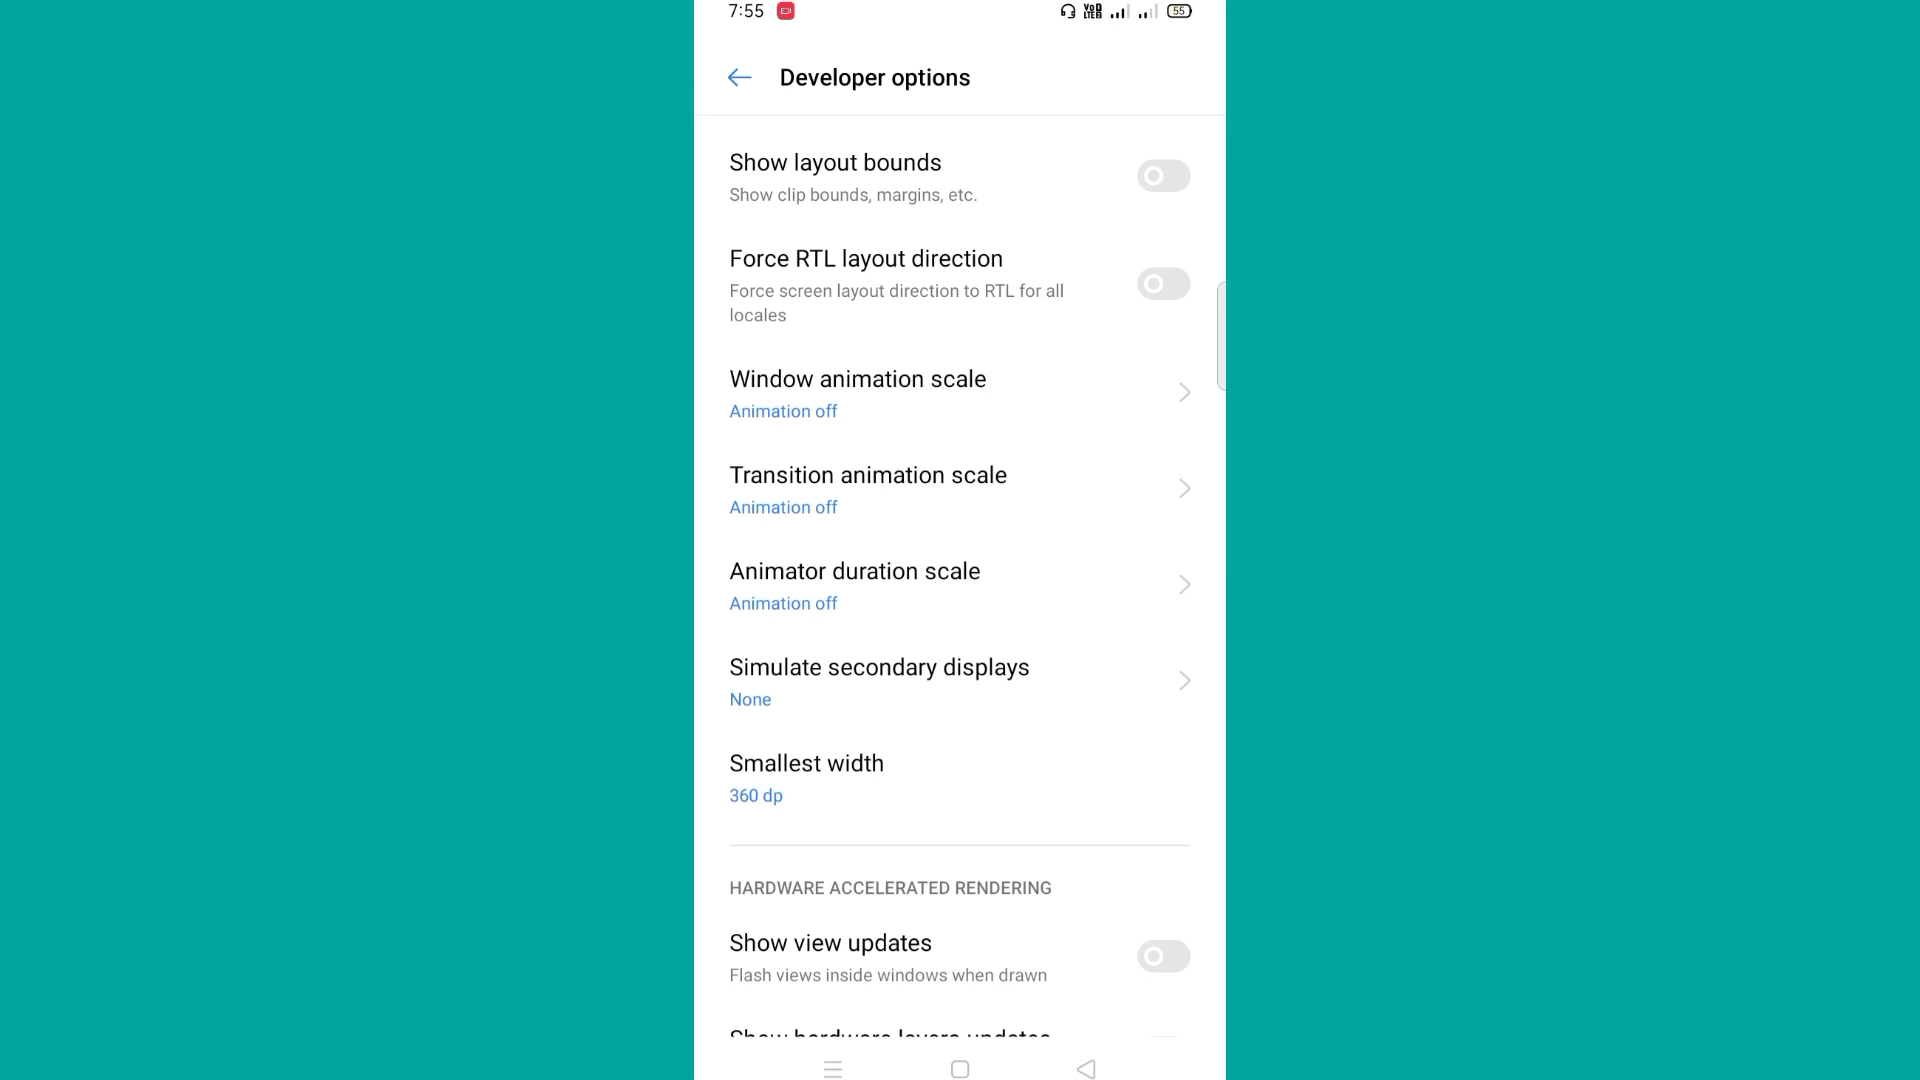 7:55 VoD LTE2 55
Developer options
Show layout bounds
Show clip bounds, margins, etc.
Force RTL layout direction
Force screen layout direction to RTL for all
locales
Window animation scale
Animation off
Transition animation scale
Animation off
Animator duration scale
Animation off
Simulate secondary displays
None
Smallest width
360 dp
HARDWARE ACCELERATED RENDERING
Show view updates
Flash views inside windows when drawn
Show hardware layers updates